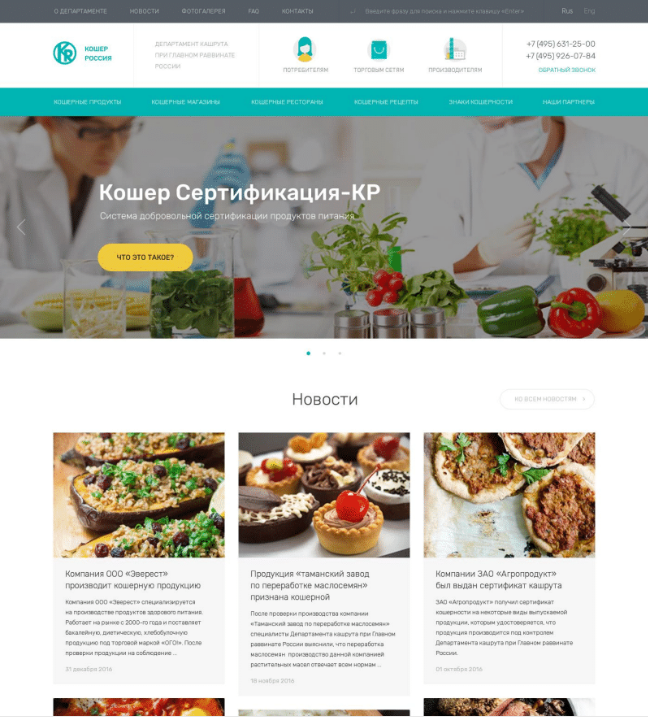 О ДЕПАРТАМЕНТЕ НОВОСТИ ФОТОГАЛЕРЕЯ FAQ КОНТАКТЫ Введите фразу для поиска и нажмите клавишу «Enter» Rus Eng
КОШЕР
РОССИЯ
ДЕПАРТАМЕНТ КАШРУТА
ПРИ ГЛАВНОМ РАВВИНАТЕ
РОССИИ
ПОТРЕБИТЕЛЯМ ТОРГОВЫМ СЕТЯМ ПРОИЗВОДИТЕЛЯМ
+7 (495) 631-25-00
+7 (495) 926-07-84
ОБРАТНЫЙ ЗВОНОК
КОШЕРНЫЕ ПРОДУКТЫ КОШЕРНЫЕ МАГАЗИНЫ КОШЕРНЫЕ РЕСТОРАНЫ КОШЕРНЫЕ РЕЦЕПТЫ ЗНАКИ КОШЕРНОСТИ НАШИ ПАРТНЕРЫ
Кошер Сертификация-КР
Система добровольной сертификации продуктов питания
ЧТО ЭТО ТАКОЕ?
Новости
КО ВСЕМ НОВОСТЯМ
Компания ООО «Эверест»
производит кошерную продукцию
Компания ООО «Эверест» специализируется
на производстве продуктов здорового питания.
Работает на рынке с 2000-го года и поставляет
бакалейную, диетическую, хлебобулочную
продукцию под торговой маркой «ОГО!». После
проверки продукции на соблюдение ...
31 декабря 2016
Продукция «таманский завод
по переработке маслосемян»
признана кошерной
После проверки производства компании
«Таманский завод по переработке маслосемян»
специалисты Департамента кашрута при Главном
раввинате России выяснили, что переработка
маслосемян производства данной компанией
растительных масел отвечает всем нормам ...
16 ноября 2016
Компании ЗАО «Агропродукт»
был выдан сертификат кашрута
ЗАО «Агропродукт» получил сертификат
кошерности на некоторые виды выпускаемой
продукции, которым удостоверяется, что
продукция производится под контролем
Департамента кашрута при Главном раввинате
России.
01 октября 2016